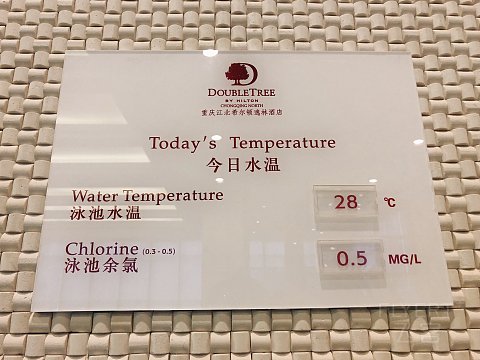 DOUBLETREE
BY HILTON
CHONGQING NORTH
重庆江北希尔顿逸林酒店
Today's Temperature
今日水温
Water Temperature 28 ℃
泳池水温
Chlorine (0.3 - 0.5) 0.5 MG/L
泳池余氯